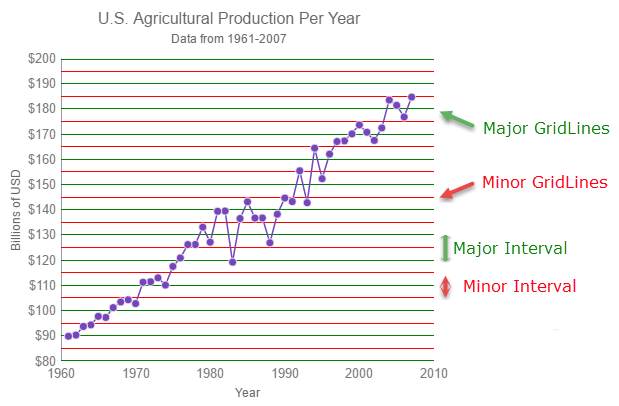 U.S. Agricultural Production Per Year
Data from 1961-2007
Billions of USD
$200
$190
$180
$170
$160
$150
$140
$130
$120
$110
$100
$90
$80
1960 1970 1980 1990 2000 2010
Year
Major GridLines
Minor GridLines
Major Interval
Minor Interval